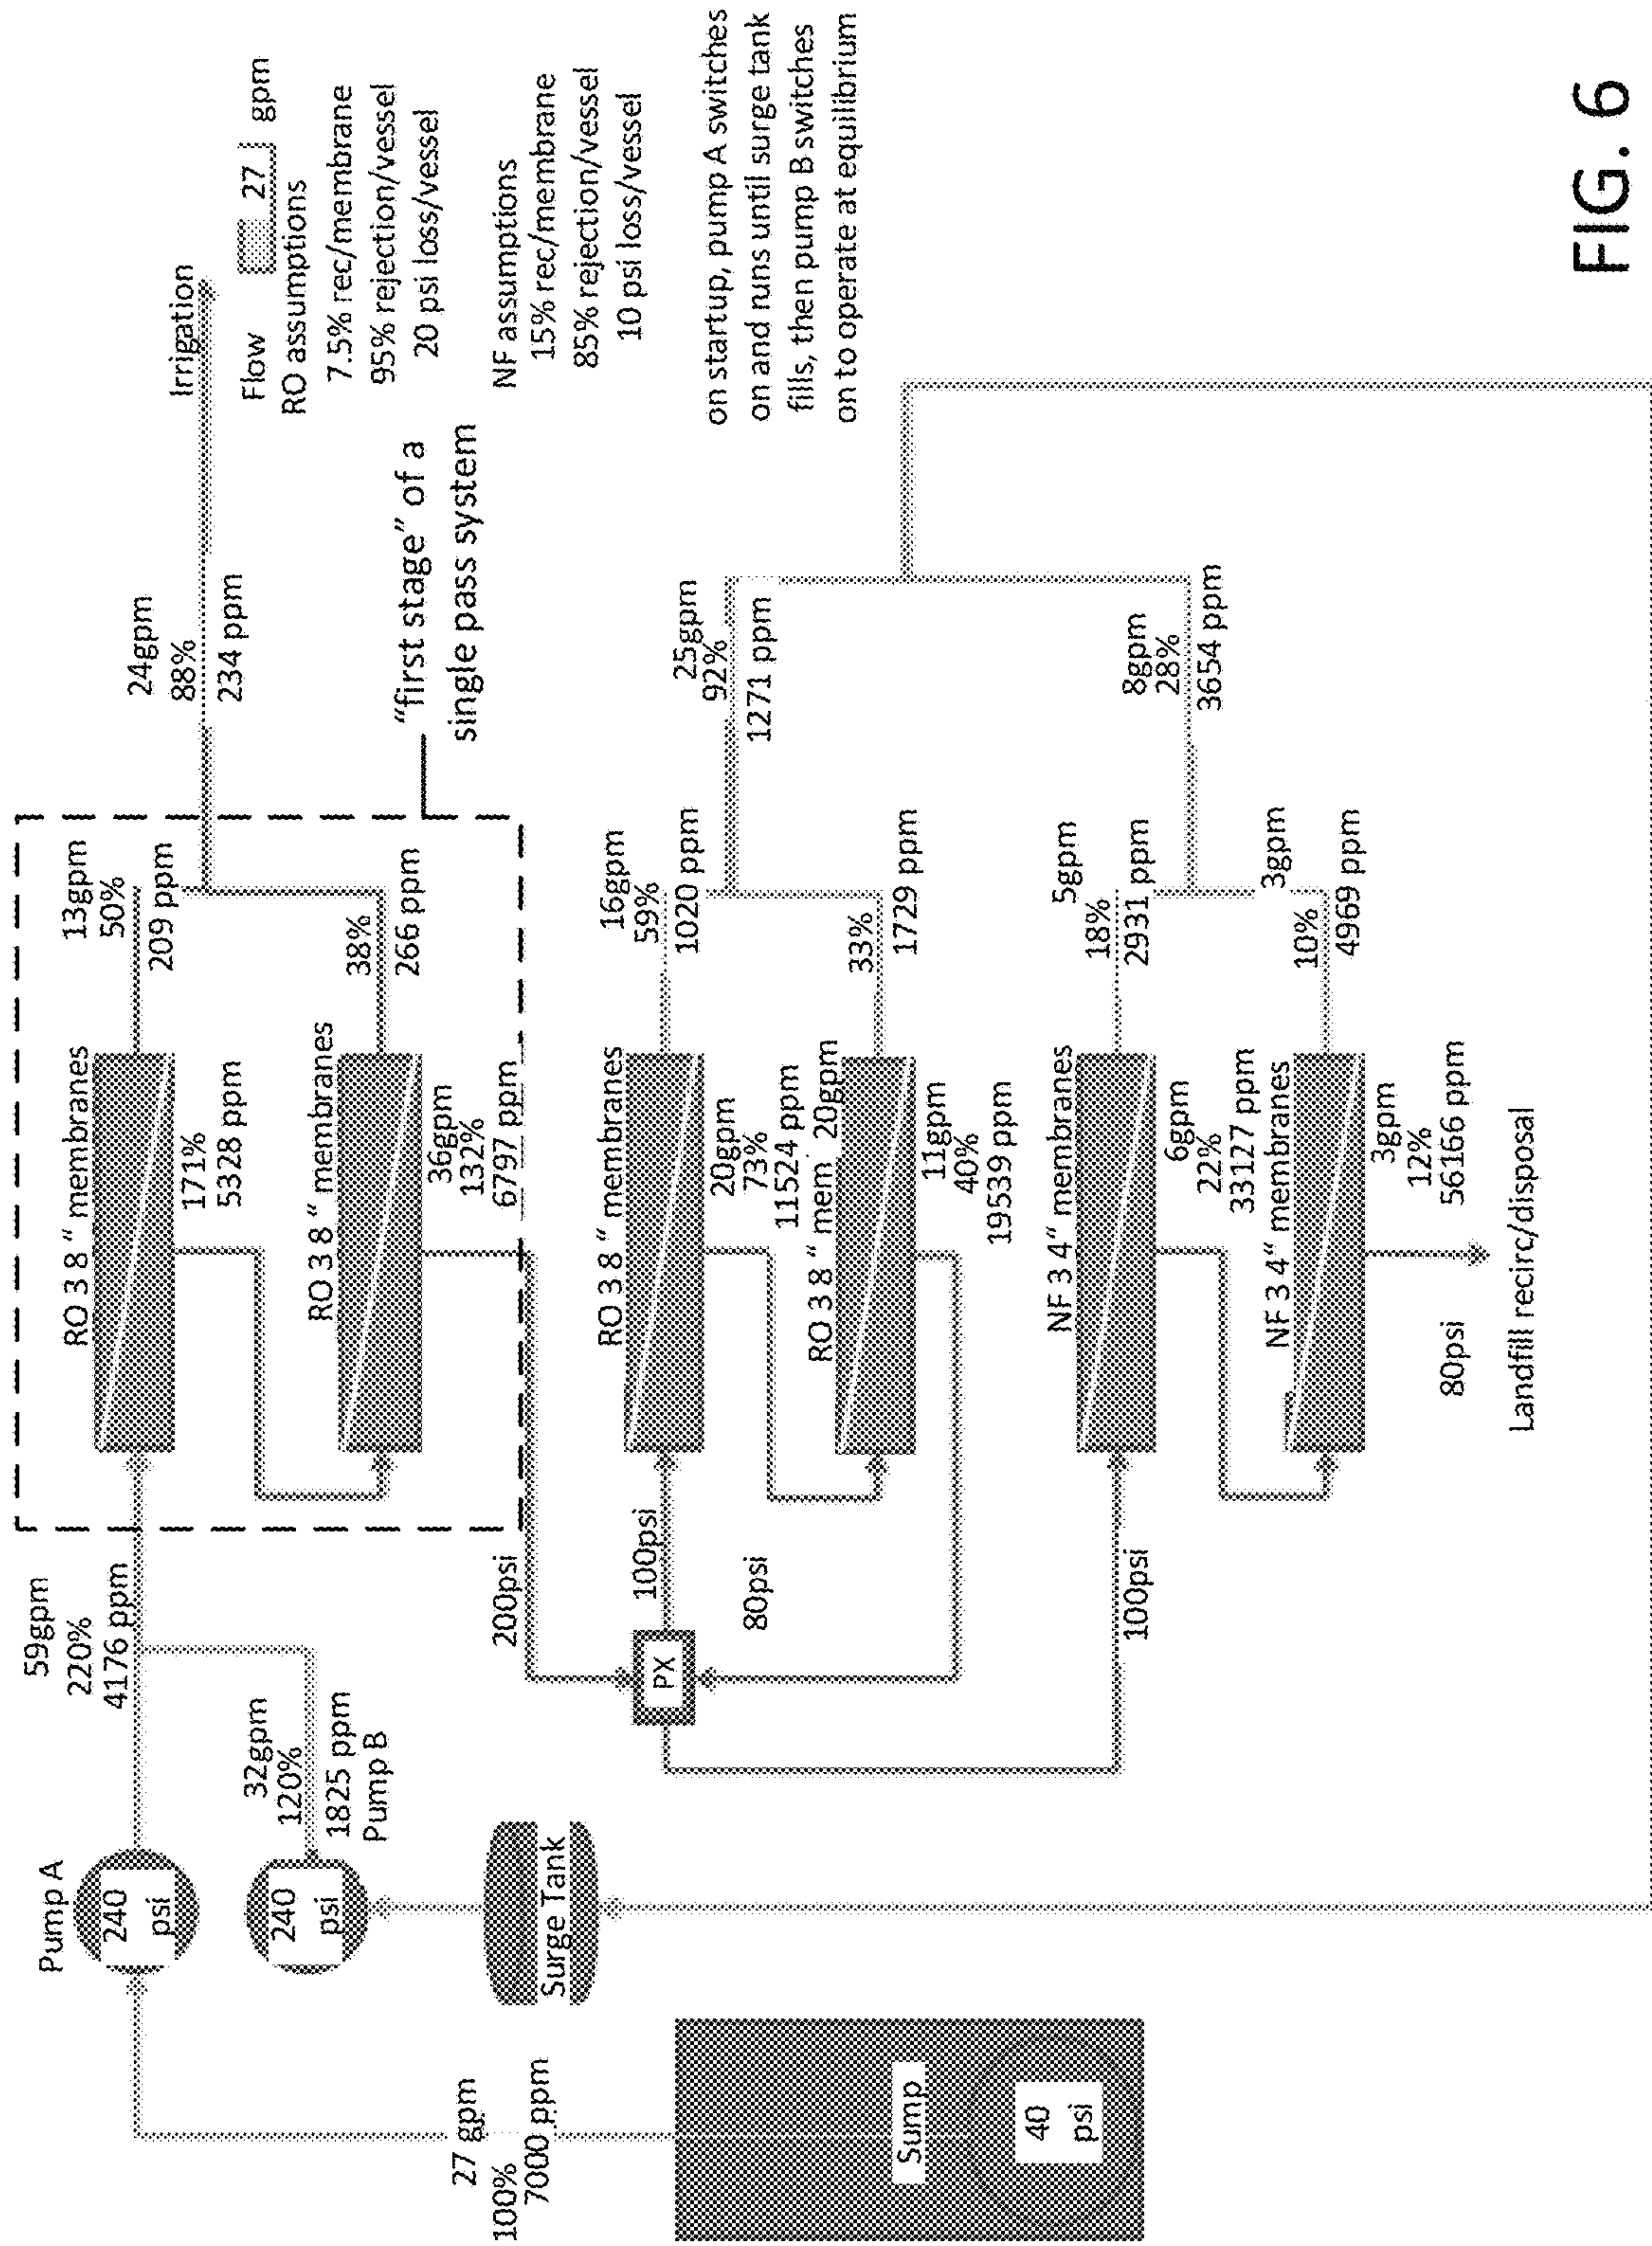 Pump A
240
psi
59gpm
220%
4176 ppm
RO 3 8 " membranes
13gpm
50%
209 ppm
24gpm
88%
234 ppm
Irrigation
171%
5328 ppm
Flow 27 gpm
RO assumptions
7.5% rec/membrane
95% rejection/vessel
20 psi loss/vessel
240
psi
32gpm
120%
1825 ppm
Pump B
RO 3 8 " membranes
38%
266 ppm
36gpm
132%
6797 ppm
"first stage" of a
single pass system
NF assumptions
15% rec/membrane
85% rejection/vessel
10 psi loss/vessel
27 gpm
100%
7000 ppm
Surge Tank
200psi
100psi
PX
80psi
RO 3 8 " membranes
16gpm
59%
1020 ppm
25gpm
92%
1271 ppm
20gpm
73%
11524 ppm
on startup, pump A switches
on and runs until surge tank
fills, then pump B switches
on to operate at equilibrium
RO 3 8 " mem 20gpm
33%
1729 ppm
11gpm
40%
19539 ppm
Sump
40
psi
100psi
NF 3 4" membranes
5gpm
18%
2931 ppm
8gpm
28%
3654 ppm
6gpm
22%
33127 ppm
NF 3 4" membranes
3gpm
10%
4969 ppm
3gpm
12%
56166 ppm
80psi
Landfill recirc/disposal
FIG. 6